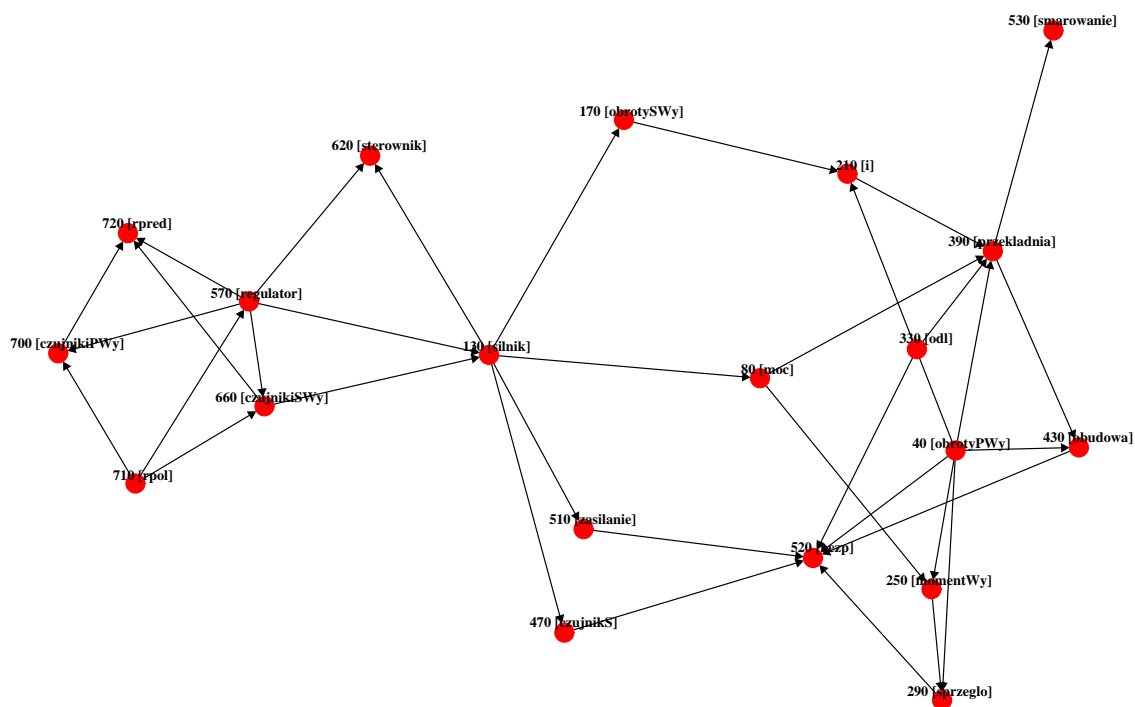 530 [smarowanie]
170 [obrotySWy]
620 [sterownik]
210 [i]
720 [rpred]
390 [przekladnia]
570 [regulator]
330 [odl]
700 [czujnikiPWy]
130 [silnik]
80 [moc]
660 [czujnikiSWy]
40 [obrotyPWy]
430 [obudowa]
710 [rpol]
510 [zasilanie]
520 [bezp]
250 [momentWy]
470 [czujnikS]
290 [sprzeglo]